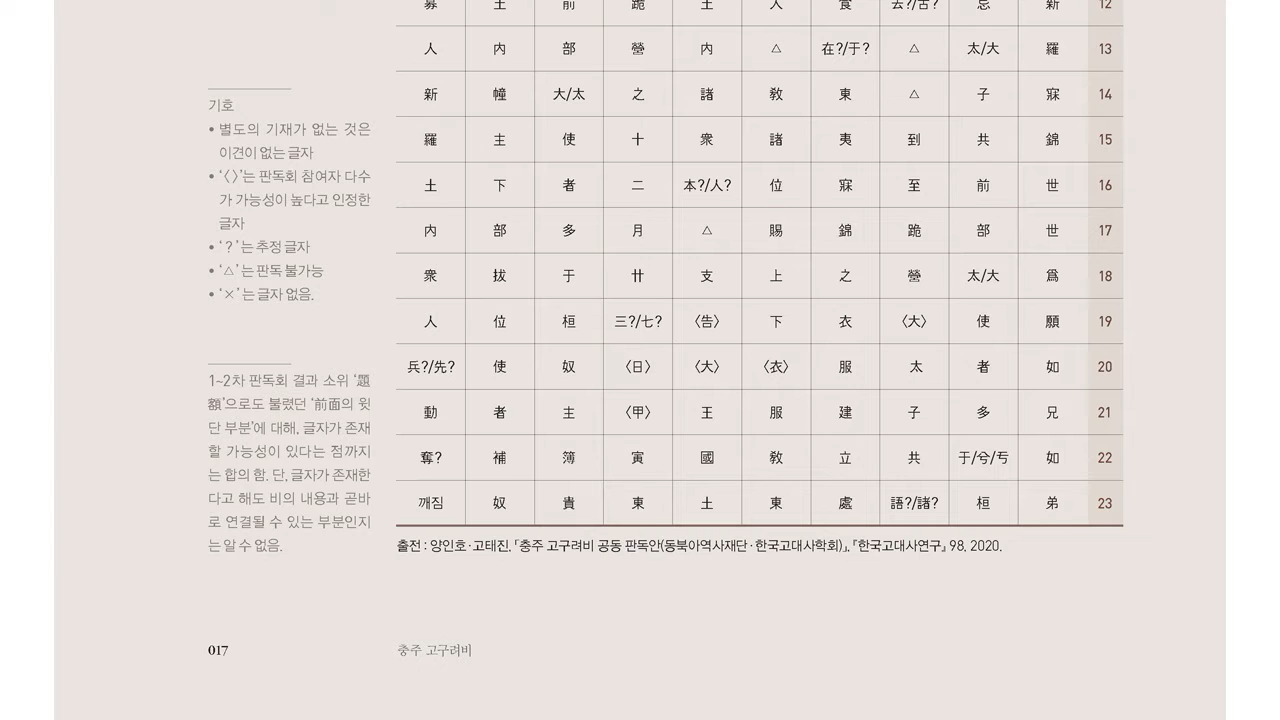 募 土 前 跪 土 人 食 去?/古? 忌 新 12
人 内 部 營 内 △ 在?/于? △ 太/大 羅 13
新 幢 大/太 之 諸 敎 東 △ 子 寐 14
羅 主 使 十 衆 諸 夷 到 共 錦 15
土 下 者 二 本?/人? 位 寐 至 前 世 16
内 部 多 月 △ 賜 錦 跪 部 世 17
衆 拔 于 廾 支 上 之 營 太/大 爲 18
人 位 桓 三?/七? 〈告〉 下 衣 〈大〉 使 願 19
兵?/先? 使 奴 〈日〉 〈大〉 〈衣〉 服 太 者 如 20
動 者 主 〈甲〉 王 服 建 子 多 兄 21
奪? 補 簿 寅 國 敎 立 共 于/兮/亐 如 22
깨짐 奴 貴 東 土 東 處 語?/諸? 桓 弟 23
출전 : 양인호·고태진, 「충주 고구려비 공동 판독안(동북아역사재단·한국고대사학회)」, 『한국고대사연구』 98, 2020.
기호
• 별도의 기재가 없는 것은
이견이 없는 글자
• ‘〈 〉’는 판독회 참여자 다수
가 가능성이 높다고 인정한
글자
• ‘ ? ’는 추정 글자
• ‘△’는 판독 불가능
• ‘×’는 글자 없음.
1~2차 판독회 결과 소위 ‘題
額’으로도 불렸던 ‘前面의 윗
단 부분’에 대해, 글자가 존재
할 가능성이 있다는 점까지
는 합의 함. 단, 글자가 존재한
다고 해도 비의 내용과 곧바
로 연결될 수 있는 부분인지
는 알 수 없음.
017
충주 고구려비